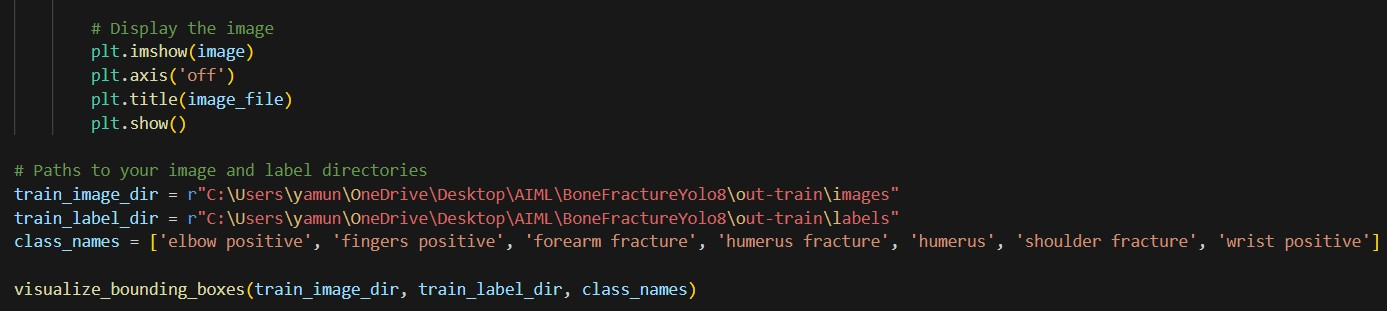 # Display the image
plt.imshow(image)
plt.axis('off')
plt.title(image_file)
plt.show()
# Paths to your image and label directories
train_image_dir = r"C:\Users\yamun\OneDrive\Desktop\AIML\BoneFractureYolo8\out-train\images"
train_label_dir = r"C:\Users\yamun\OneDrive\Desktop\AIML\BoneFractureYolo8\out-train\labels"
class_names = ['elbow positive', 'fingers positive', 'forearm fracture', 'humerus fracture', 'humerus', 'shoulder fracture', 'wrist positive']
visualize_bounding_boxes(train_image_dir, train_label_dir, class_names)